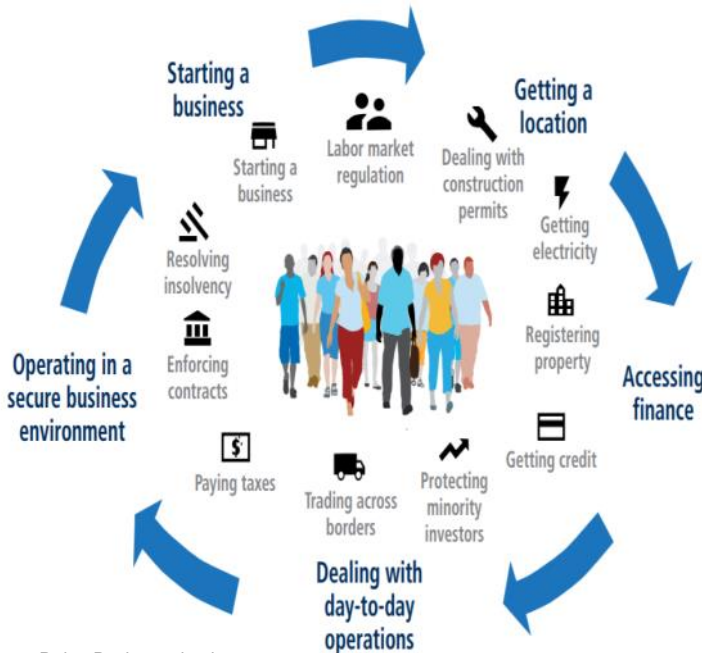 Starting a
business
Getting a
location
Labor market
regulation
Starting a
business
Dealing with
construction
permits
Getting
electricity
Resolving
insolvency
Registering
property
Enforcing
contracts
Operating in a
secure business
environment
Accessing
finance
$
Getting credit
Paying taxes
Trading across
borders
Protecting
minority
investors
Dealing with
day-to-day
operations